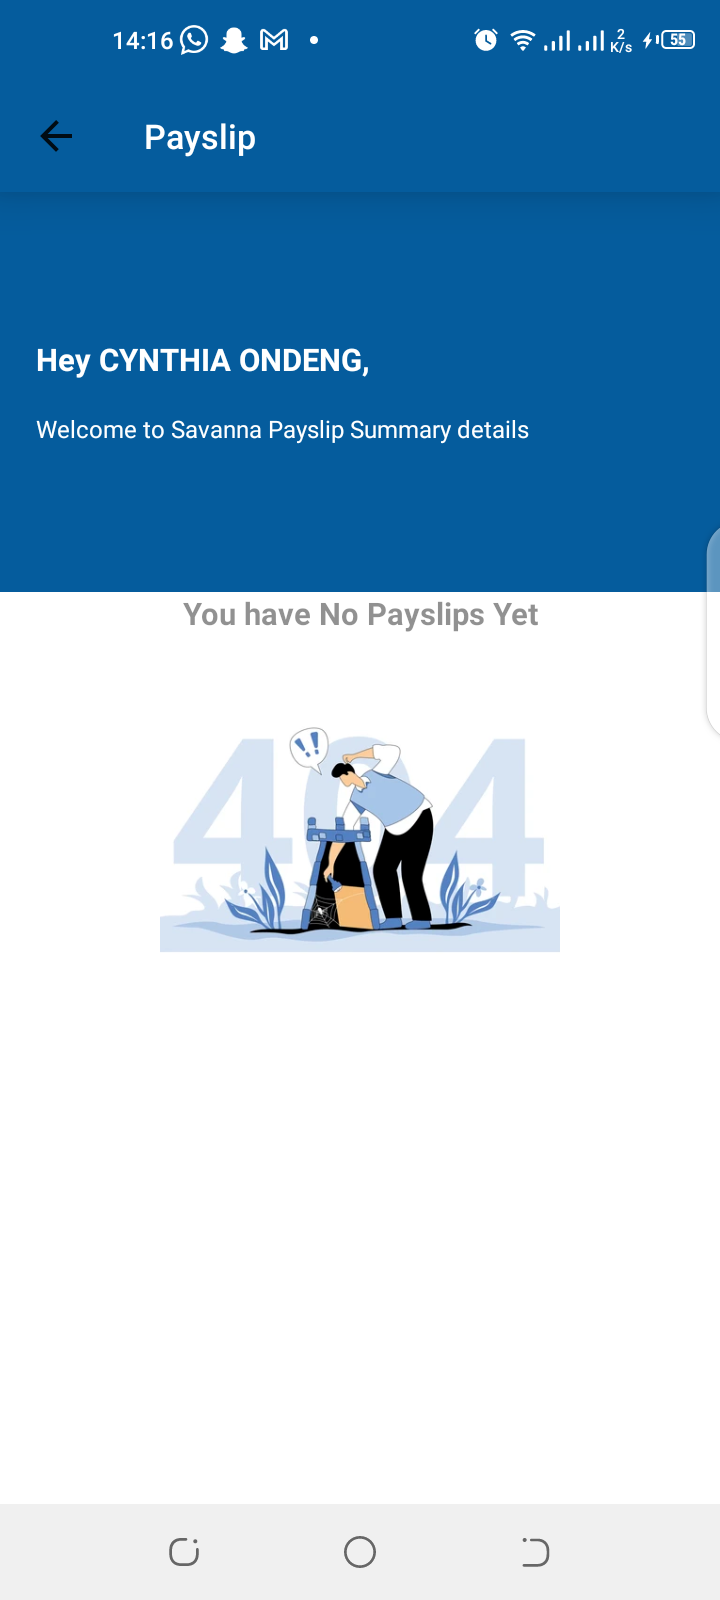 14:16
2
K/s
55
Payslip
Hey CYNTHIA ONDENG,
Welcome to Savanna Payslip Summary details
You have No Payslips Yet
!!
404